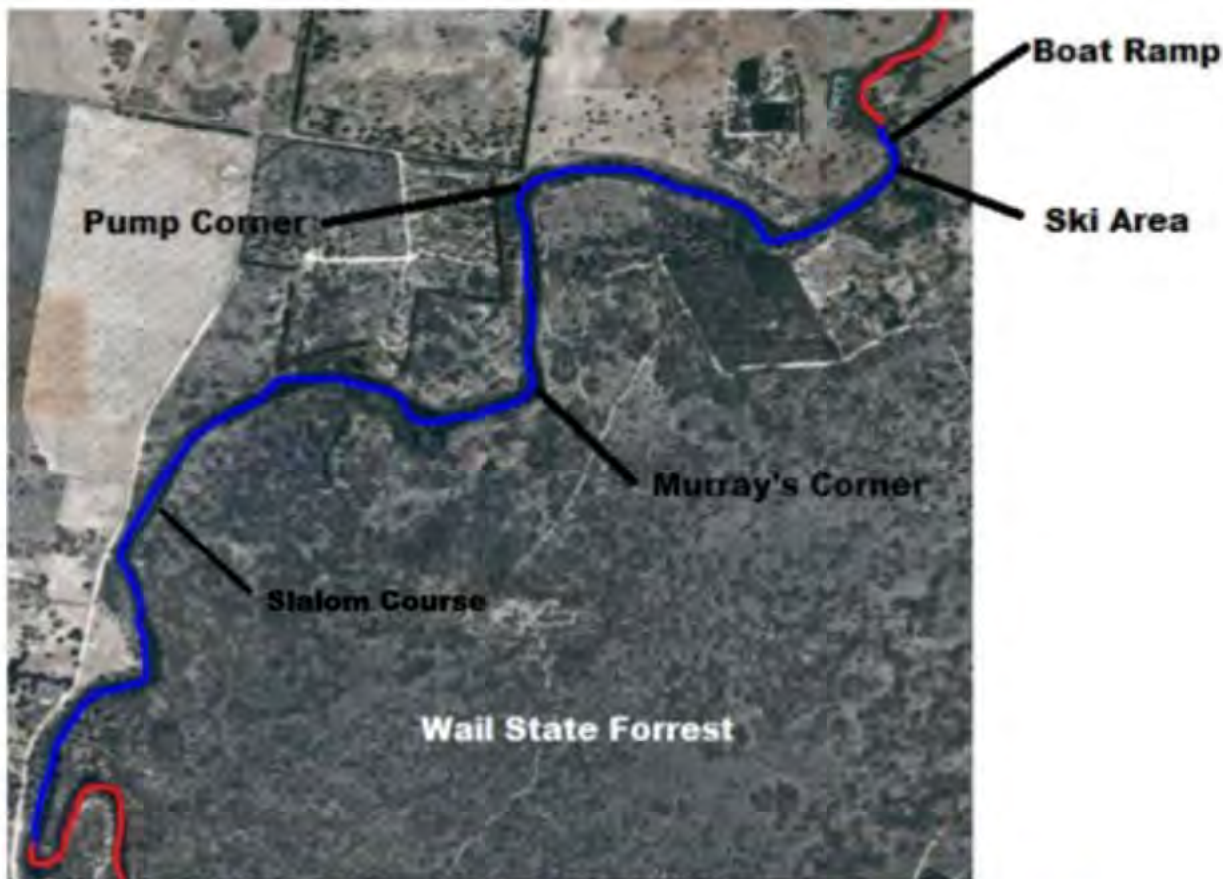 Boat Ramp
Pump Corner
Ski Area
Murray's Corner
Slalom Course
Wail State Forrest